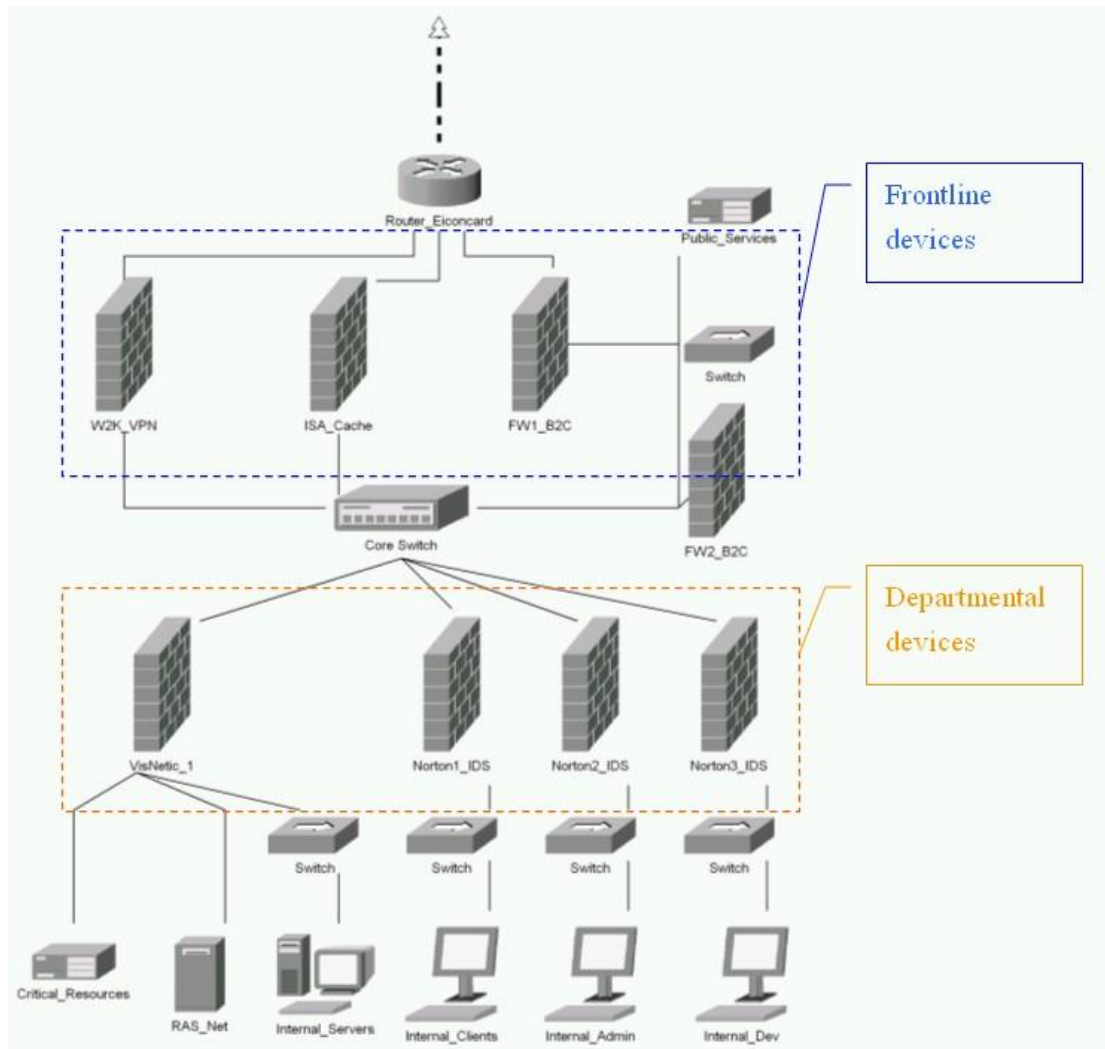 Router_Eiconcard
Public_Services
Frontline
devices
Switch
W2K_VPN
ISA_Cache
FW1_B2C
Core Switch
FW2_B2C
Departmental
devices
VisNetic_1
Norton1_IDS
Norton2_IDS
Norton3_IDS
Switch
Switch
Switch
Switch
Critical_Resources
RAS_Net
Internal_Servers
Internal_Clients
Internal_Admin
Internal_Dev